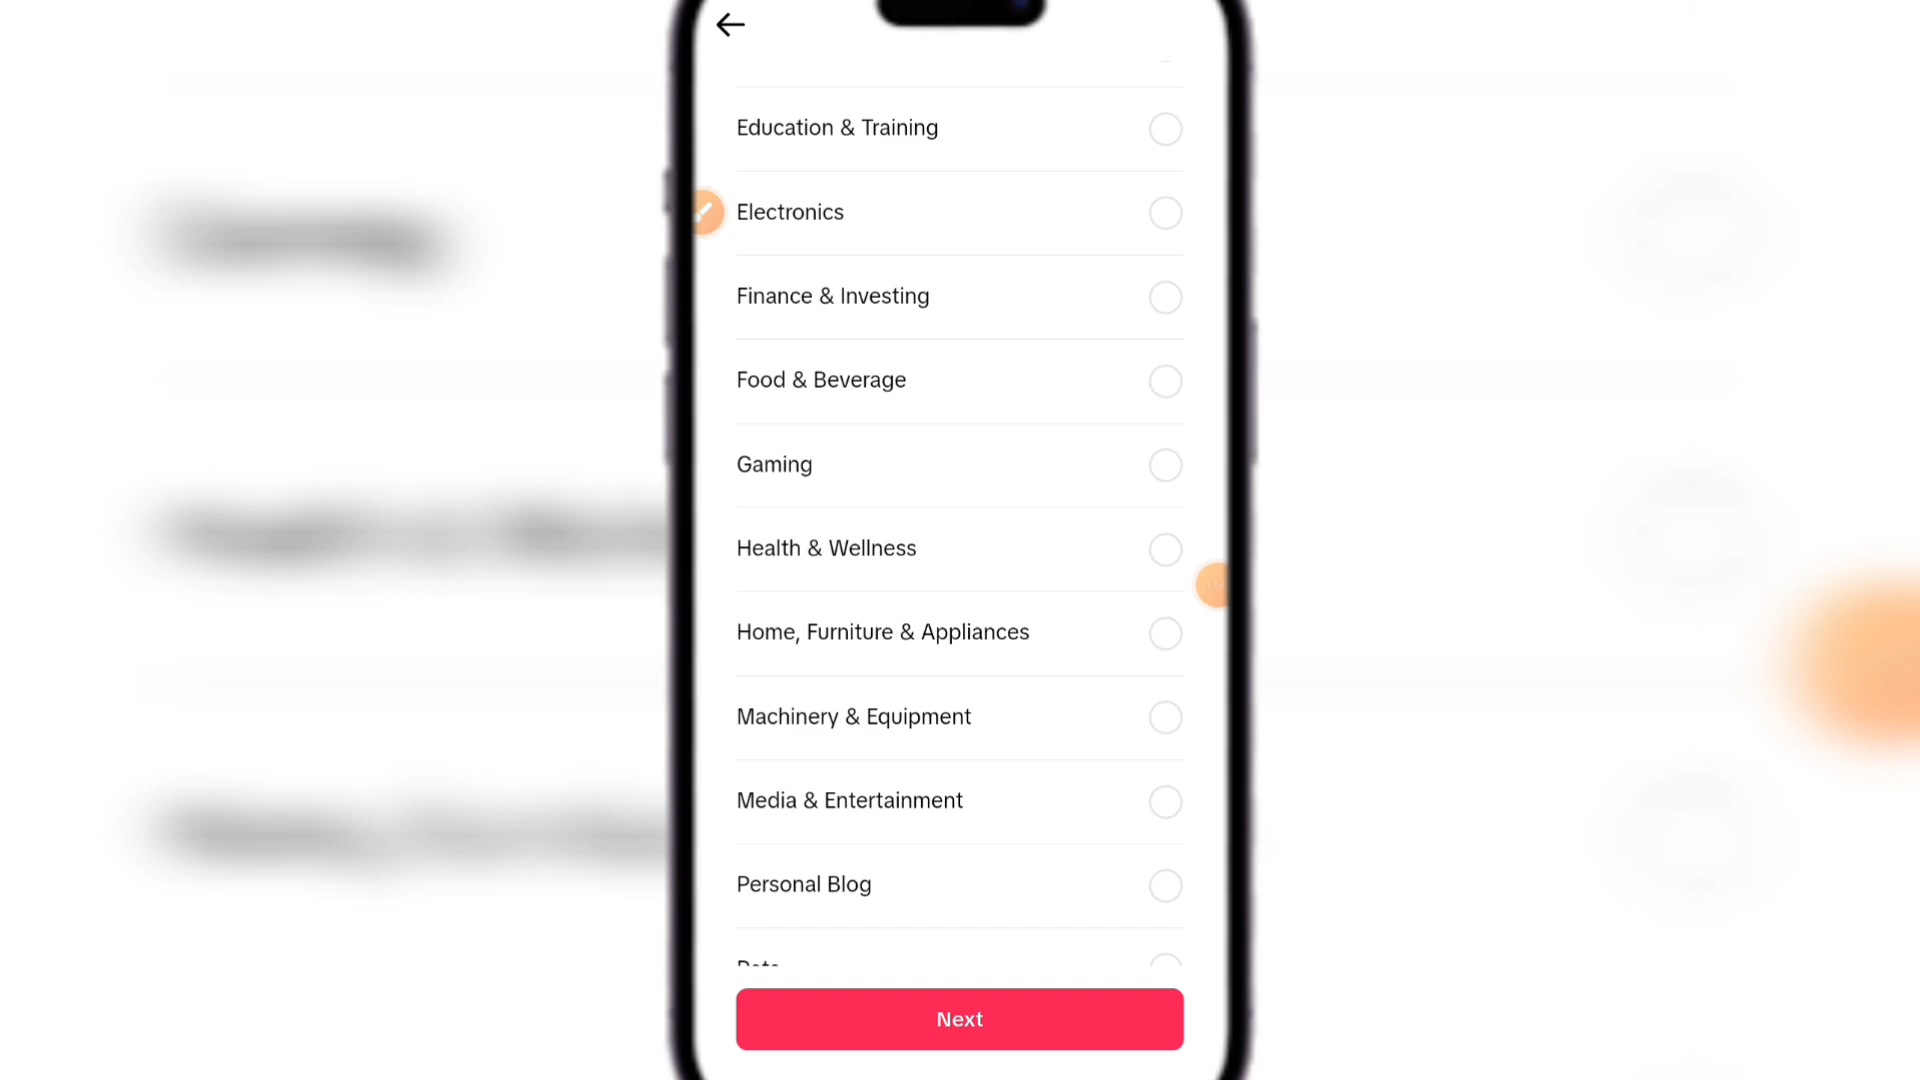 Education & Training
Electronics
Finance & Investing
Food & Beverage
Gaming
Health & Wellness
Home, Furniture & Appliances
Machinery & Equipment
Media & Entertainment
Personal Blog
Next